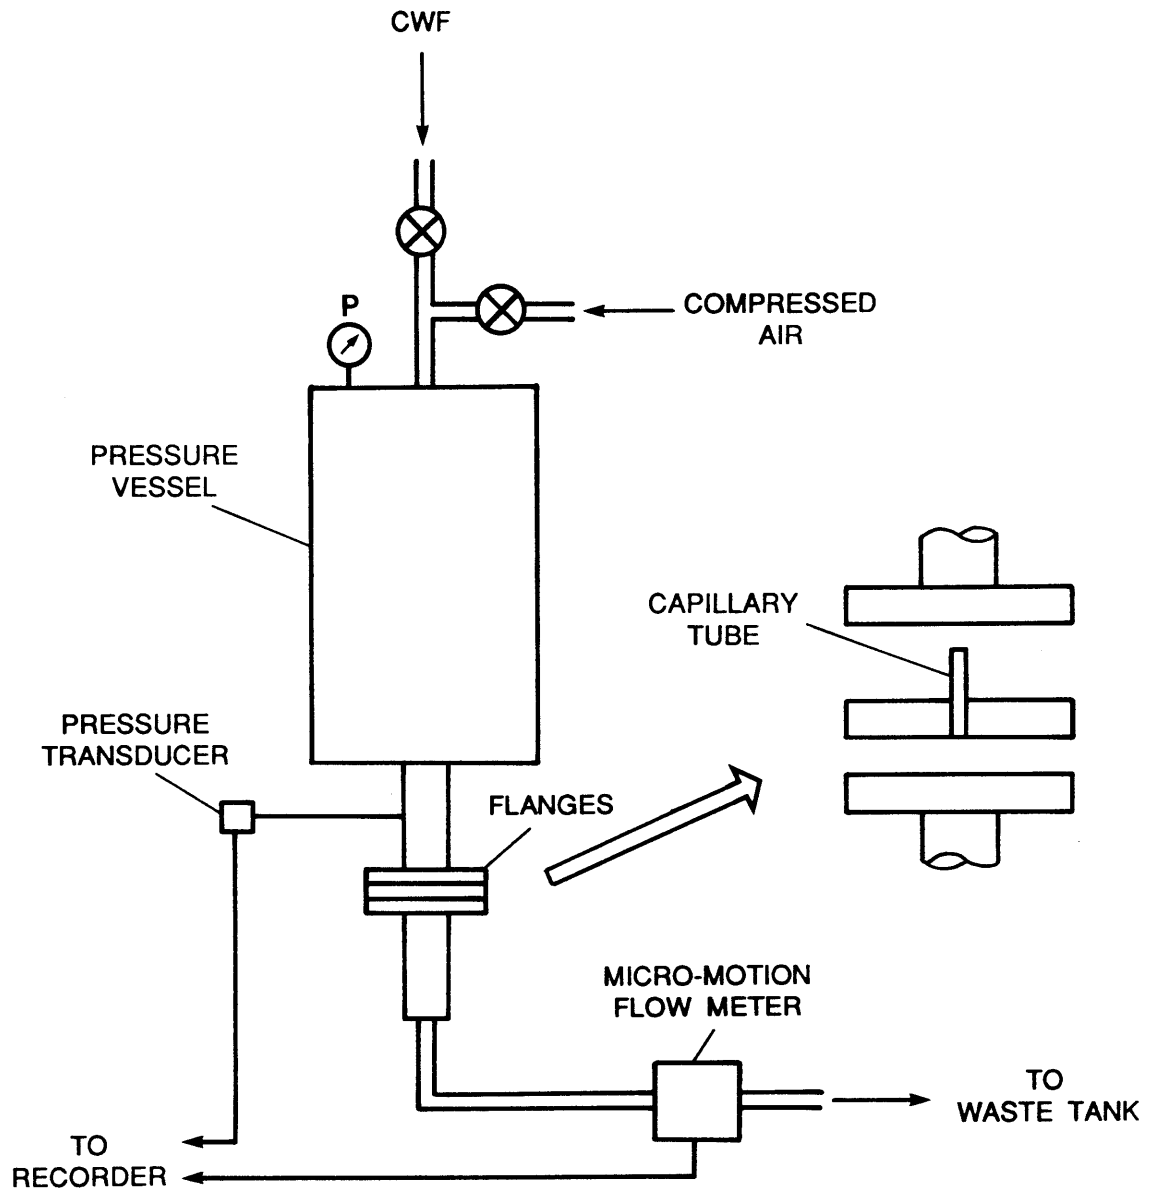 CWF
COMPRESSED
AIR
P
PRESSURE
VESSEL
CAPILLARY
TUBE
PRESSURE
TRANSDUCER
FLANGES
MICRO-MOTION
FLOW METER
TO
WASTE TANK
TO
RECORDER